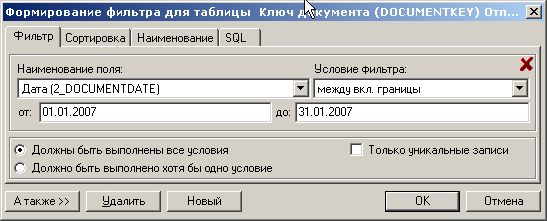 Формирование фильтра для таблицы Ключ документа (DOCUMENTKEY) Отп...
Фильтр Сортировка Наименование SQL
Наименование поля: Условие Фильтра:
Дата (2_DOCUMENTDATE) между вкл. границы
от: 01.01.2007 до: 31.01.2007
Должны быть выполнены все условия Только уникальные записи
Должно быть выполнено хотя бы одно условие
А также >> Удалить Новый OK Отмена